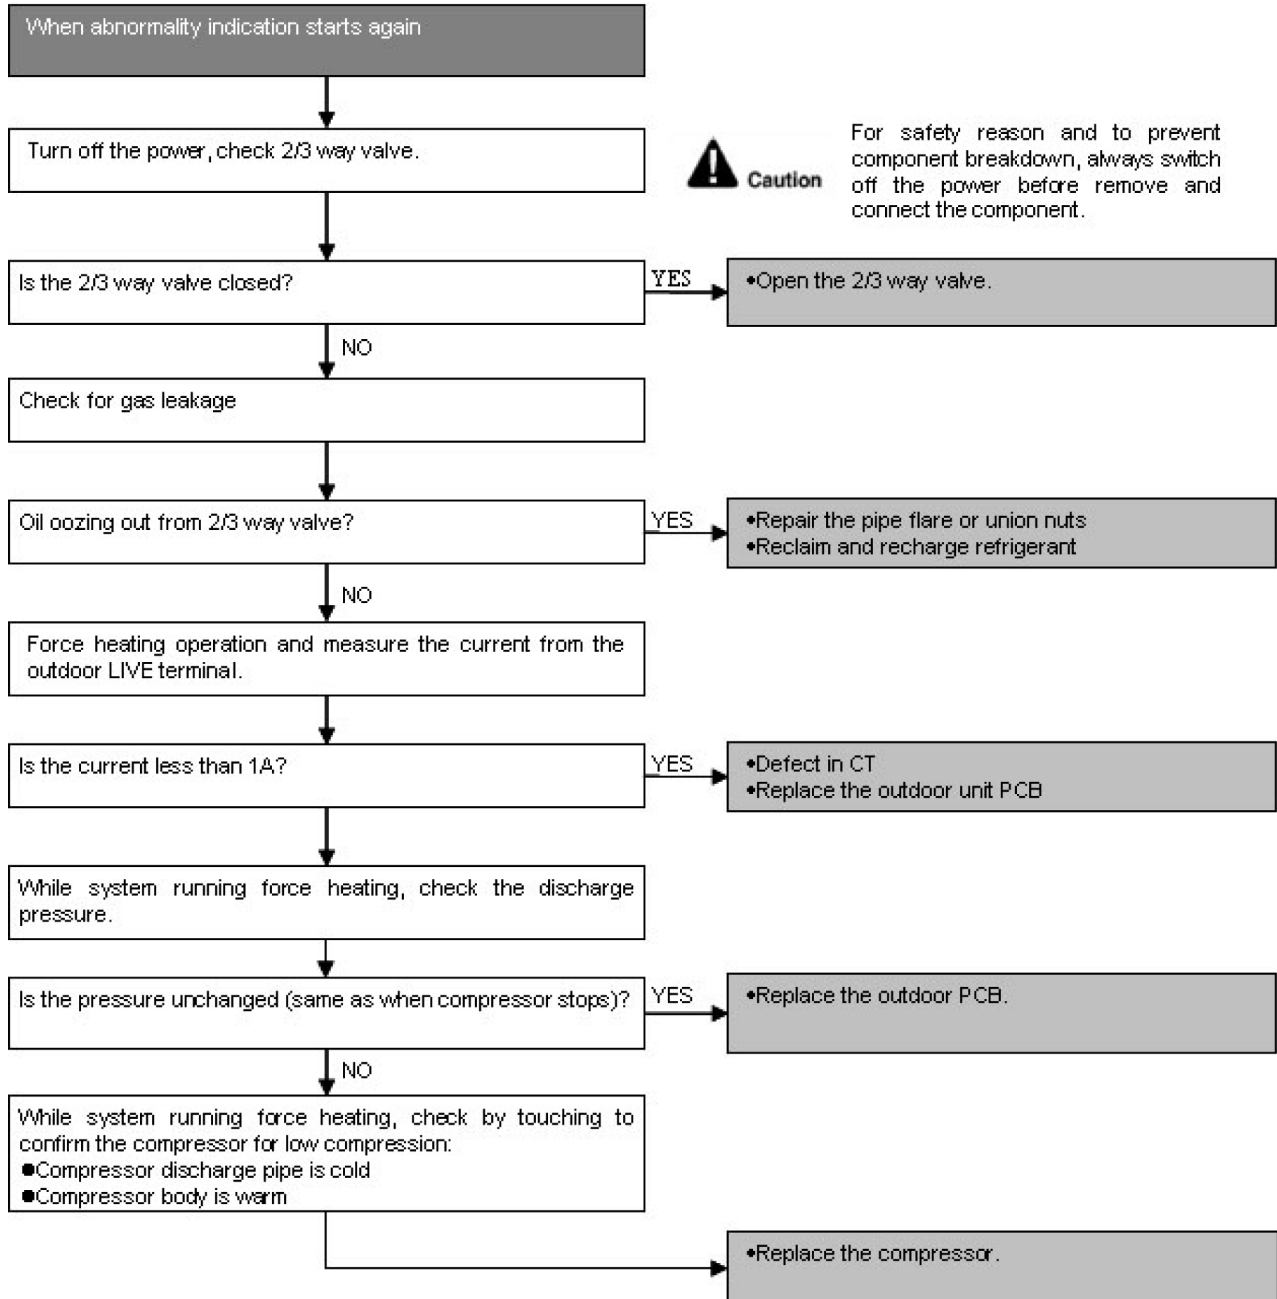 When abnormality indication starts again
Turn off the power, check 2/3 way valve.
Caution
For safety reason and to prevent
component breakdown, always switch
off the power before remove and
connect the component.
Is the 2/3 way valve closed?
YES
•Open the 2/3 way valve.
NO
Check for gas leakage
Oil oozing out from 2/3 way valve?
YES
•Repair the pipe flare or union nuts
•Reclaim and recharge refrigerant
NO
Force heating operation and measure the current from the
outdoor LIVE terminal.
Is the current less than 1A?
YES
•Defect in CT
•Replace the outdoor unit PCB
While system running force heating, check the discharge
pressure.
Is the pressure unchanged (same as when compressor stops)?
YES
•Replace the outdoor PCB.
NO
While system running force heating, check by touching to
confirm the compressor for low compression:
●Compressor discharge pipe is cold
●Compressor body is warm
•Replace the compressor.